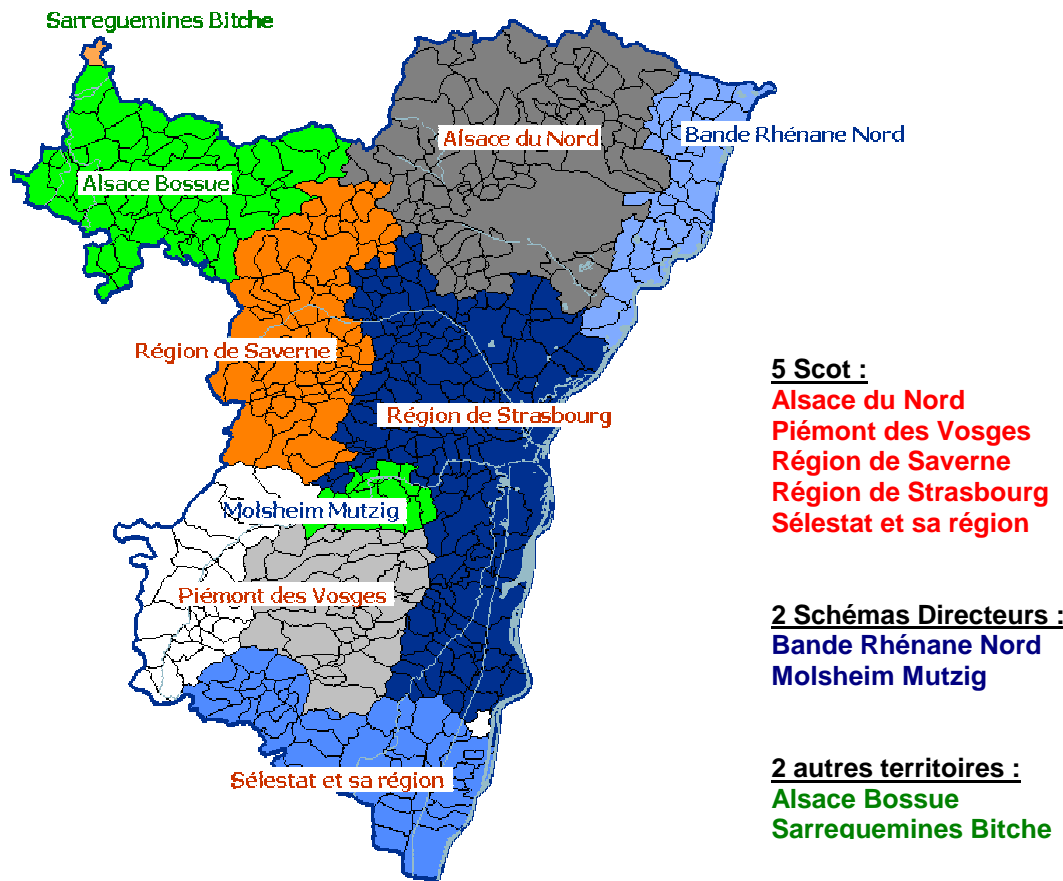 Sarreguemines Bitche
Alsace du Nord
Bande Rhénane Nord
Alsace Bossue
Région de Saverne
Région de Strasbourg
Molsheim Mutzig
Piémont des Vosges
Sélestat et sa région
5 Scot :
Alsace du Nord
Piémont des Vosges
Région de Saverne
Région de Strasbourg
Sélestat et sa région
2 Schémas Directeurs :
Bande Rhénane Nord
Molsheim Mutzig
2 autres territoires :
Alsace Bossue
Sarreguemines Bitche